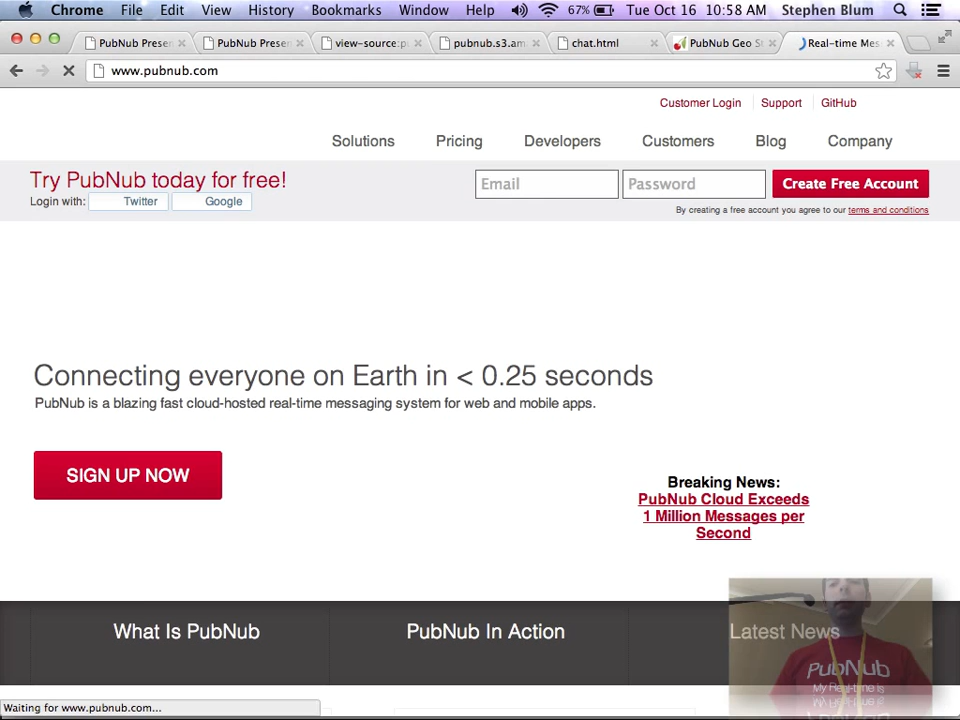 Chrome File Edit View History Bookmarks Window Help 67% Tue Oct 16 10:58 AM Stephen Blum
PubNub Presen PubNub Presen view-source:p pubnub.s3.am chat.html PubNub Geo St Real-time Mes
www.pubnub.com
Customer Login Support GitHub
Solutions Pricing Developers Customers Blog Company
Try PubNub today for free!
Login with: Twitter Google
Email Password Create Free Account
By creating a free account you agree to our terms and conditions
Connecting everyone on Earth in < 0.25 seconds
PubNub is a blazing fast cloud-hosted real-time messaging system for web and mobile apps.
SIGN UP NOW
Breaking News:
PubNub Cloud Exceeds
1 Million Messages per
Second
What Is PubNub PubNub In Action Latest News
PubNub
My Real-time Is
Waiting for www.pubnub.com...